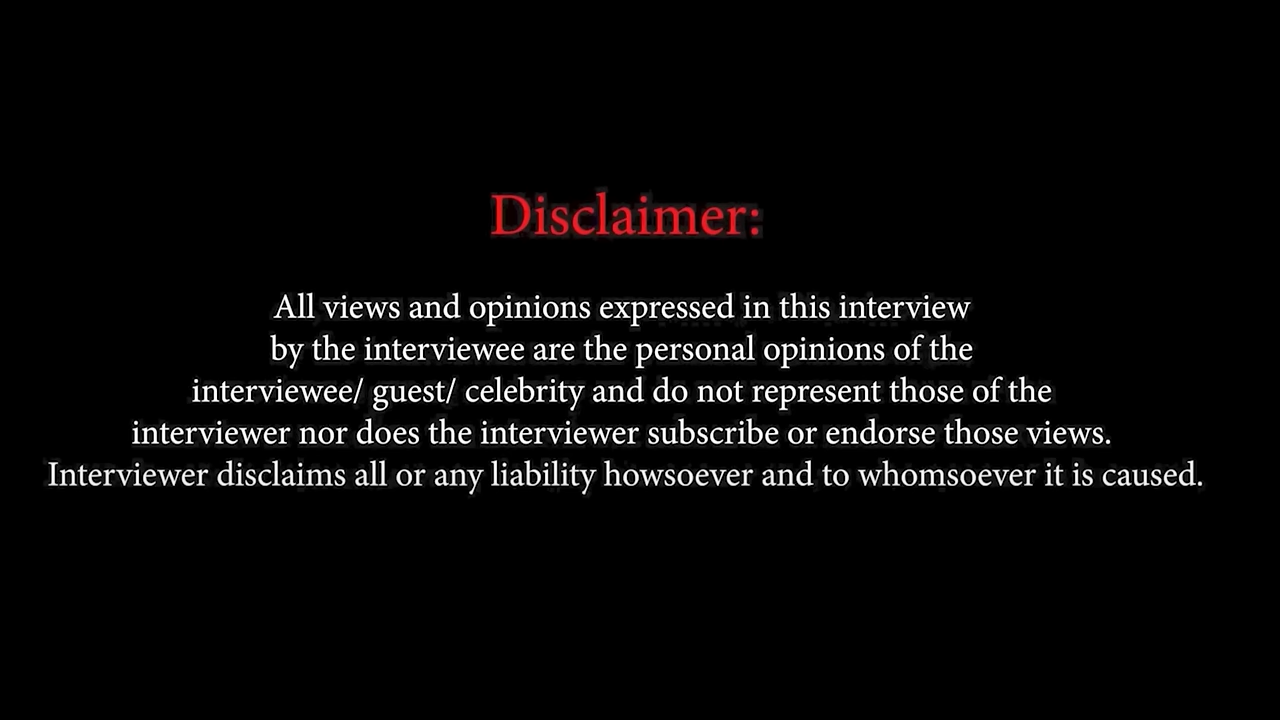 Disclaimer:
All views and opinions expressed in this interview
by the interviewee are the personal opinions of the
interviewee/ guest/ celebrity and do not represent those of the
interviewer nor does the interviewer subscribe or endorse those views.
Interviewer disclaims all or any liability howsoever and to whomsoever it is caused.